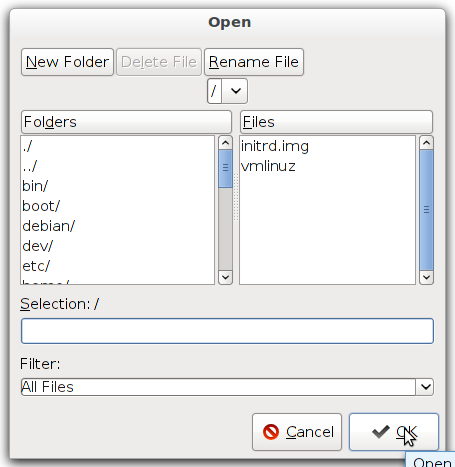 Open
New Folder Delete File Rename File
/
Folders Files
./ initrd.img
../ vmlinuz
bin/
boot/
debian/
dev/
etc/
home/
Selection: /
Filter:
All Files
Cancel OK
Open